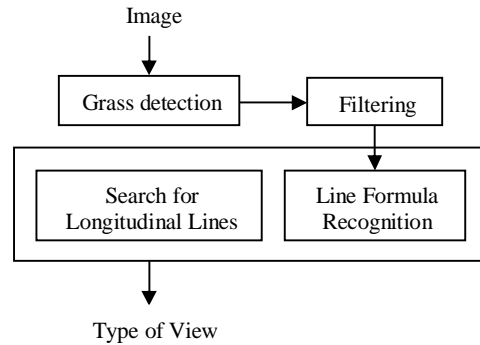 Image
Grass detection
Filtering
Search for
Longitudinal Lines
Line Formula
Recognition
Type of View